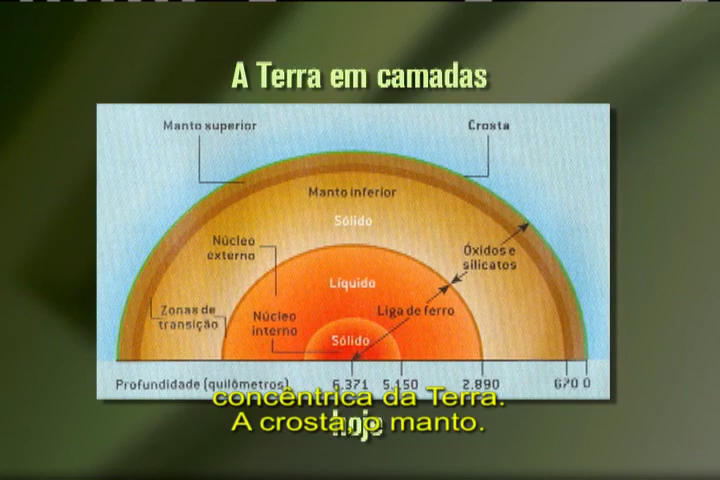 A Terra em camadas
Manto superior
Crosta
Manto inferior
Sólido
Núcleo
externo
Óxidos e
silicatos
Líquido
Zonas de
transição
Núcleo
interno
Liga de ferro
Sólido
Profundidade (quilômetros) 6.371 5.150 2.890 670 0
concêntrica da Terra.
A crosta, o manto.
hoje